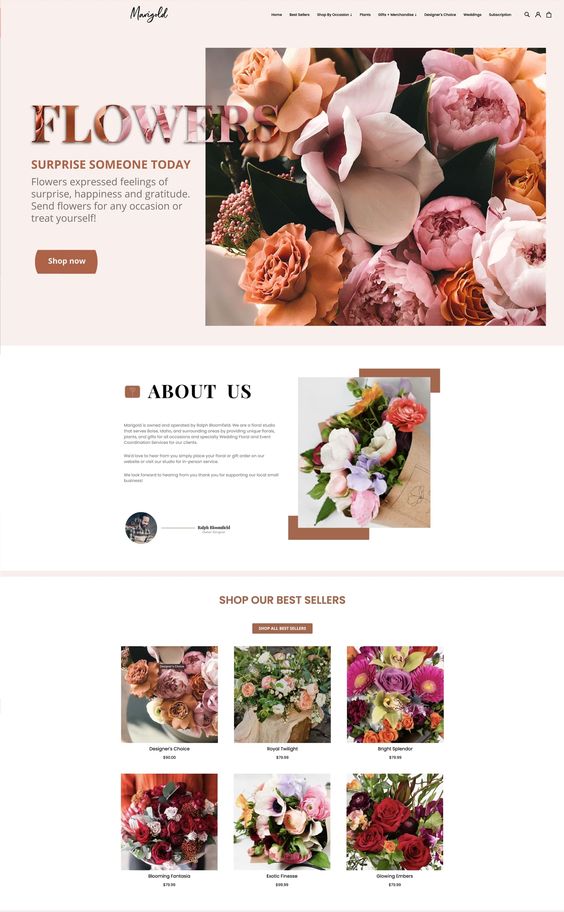 Marigold
Home Best Sellers Shop By Occasion ↓ Plants Gifts + Merchandise ↓ Designer's Choice Weddings Subscription
FLOWERS
SURPRISE SOMEONE TODAY
Flowers expressed feelings of
surprise, happiness and gratitude.
Send flowers for any occasion or
treat yourself!
Shop now
ABOUT US
Marigold is owned and operated by Ralph Bloomfield. We are a floral studio
that serves Boise, Idaho, and surrounding areas by providing unique florals,
plants, and gifts for all occasions and specialty Wedding Floral and Event
Coordination Services for our clients.
We'd love to hear from you simply place your floral or gift order on our
website or visit our studio for in-person service.
We look forward to hearing from you thank you for supporting our local small
business!
Ralph Bloomfield
SHOP OUR BEST SELLERS
SHOP ALL BEST SELLERS
Designer's Choice
Designer's Choice Royal Twilight Bright Splendor
$90.00 $79.99 $79.99
Blooming Fantasia Exotic Finesse Glowing Embers
$79.99 $99.99 $79.99